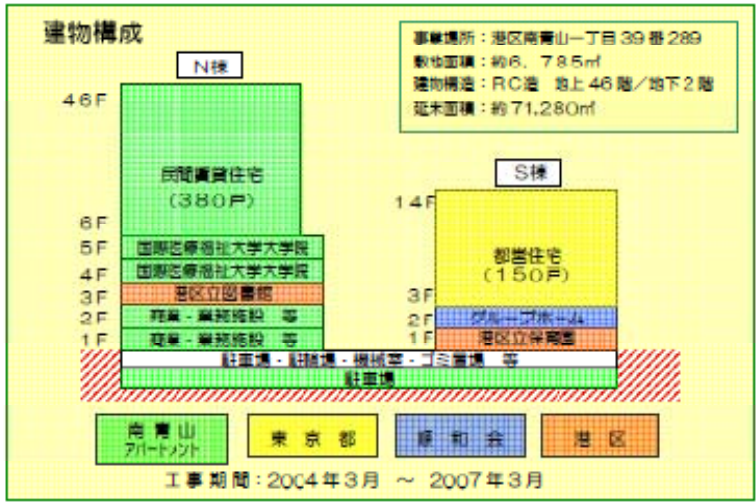 建物構成
事業場所：港区南青山一丁目39番289
敷地面積：約6,785㎡
建物構造：RC造 地上46階／地下2階
延床面積：約71,280㎡
N棟
46F
民間賃貸住宅
(380戸)
6F
5F 国際医療福祉大学大学院
4F 国際医療福祉大学大学院
3F 港区立図書館
2F 商業・業務施設 等
1F 商業・業務施設 等
S棟
14F
都営住宅
(150戸)
3F
2F グループホーム
1F 港区立保育園
駐車場・駐輪場・機械室・ゴミ置場 等
駐車場
南青山
アパートメント
東京都
順和会
港区
工事期間：2004年3月 ～ 2007年3月